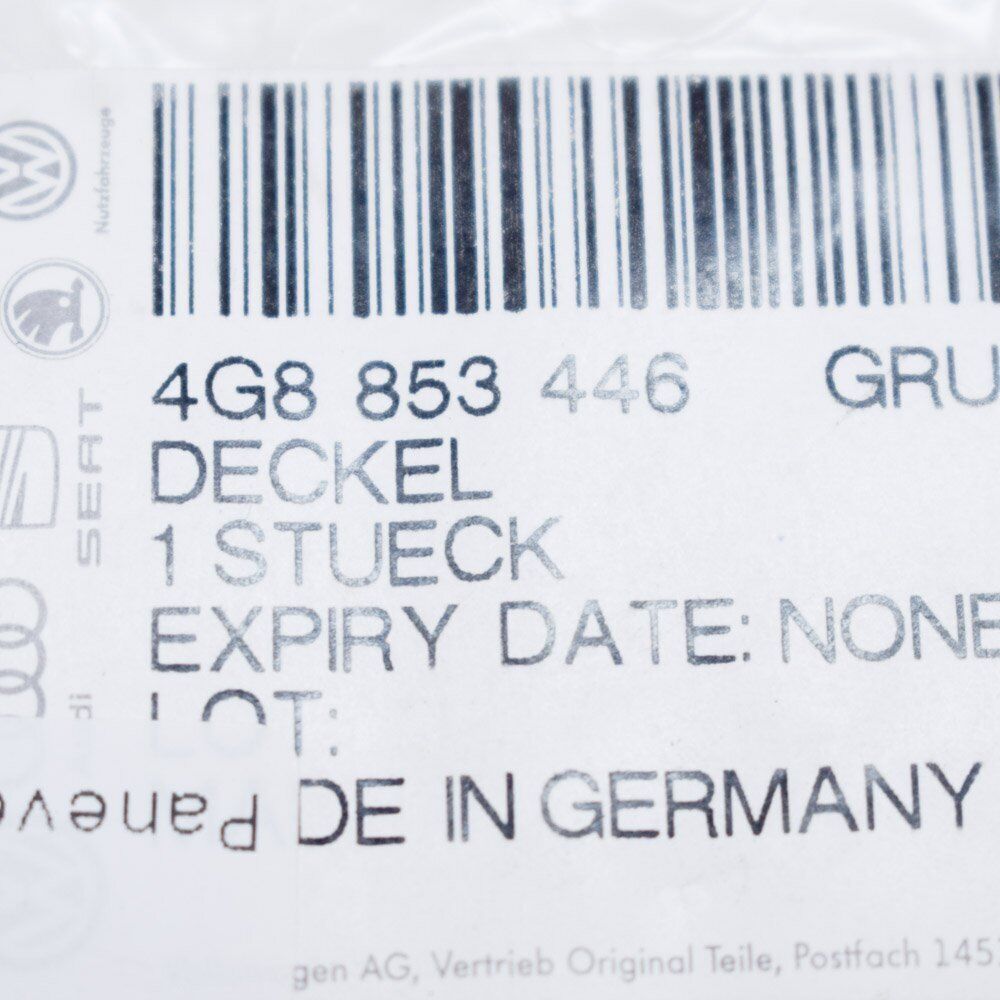 Nutzfahrzeuge
SEAT
4G8 853 446 GRU
DECKEL
1 STUECK
EXPIRY DATE: NONE
LOT:
DE IN GERMANY
gen AG, Vertrieb Original Teile, Postfach 145